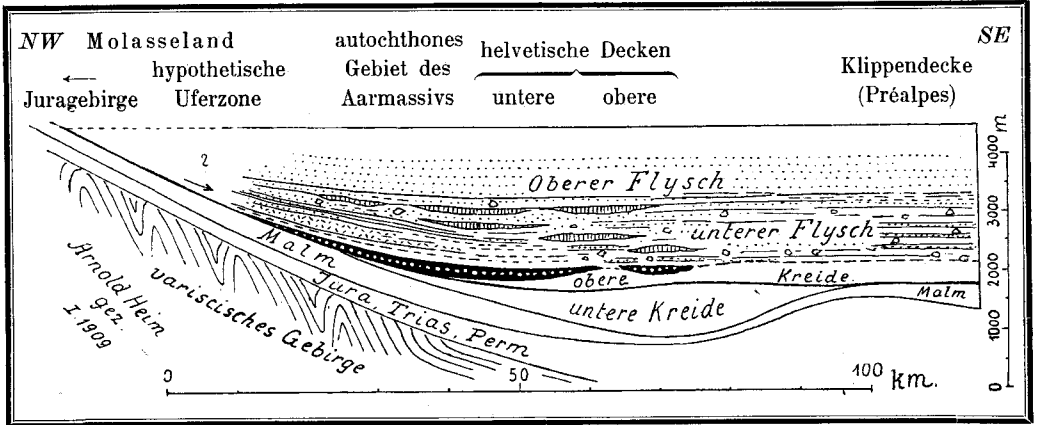 NW Molasseland
←
Juragebirge
hypothetische
Uferzone
autochthones
Gebiet des
Aarmassivs
helvetische Decken
untere obere
SE
Klippendecke
(Préalpes)
?
Oberer Flysch
unterer Flysch
obere Kreide
untere Kreide
Malm
Malm
Jura Trias, Perm
variscisches Gebirge
Arnold Heim
gez.
I. 1909
0 50 100 km.
4000 m
3000
2000
1000
0